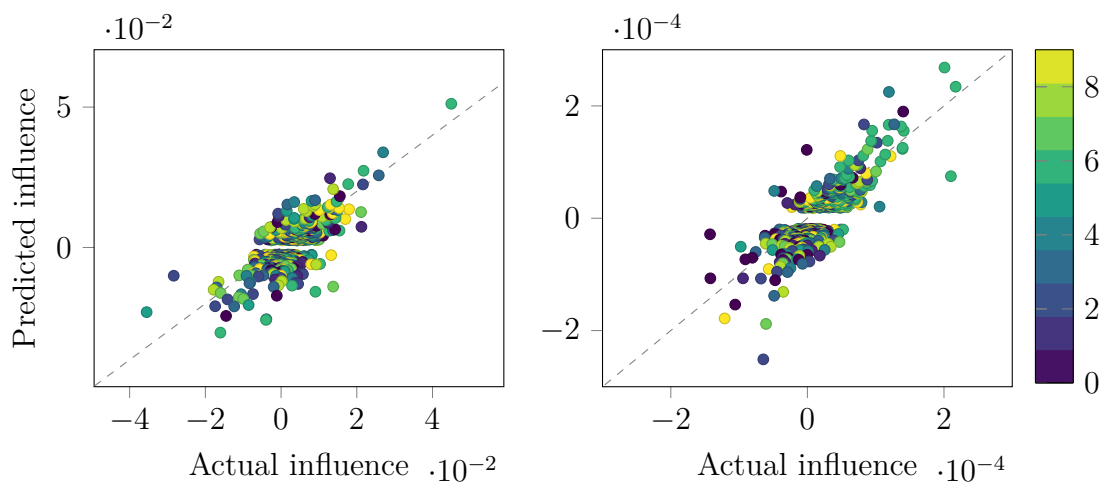 ·10⁻² ·10⁻⁴
Predicted influence
5
0
−4 −2 0 2 4
Actual influence ·10⁻²
2
0
−2
−2 0 2
Actual influence ·10⁻⁴
8
6
4
2
0